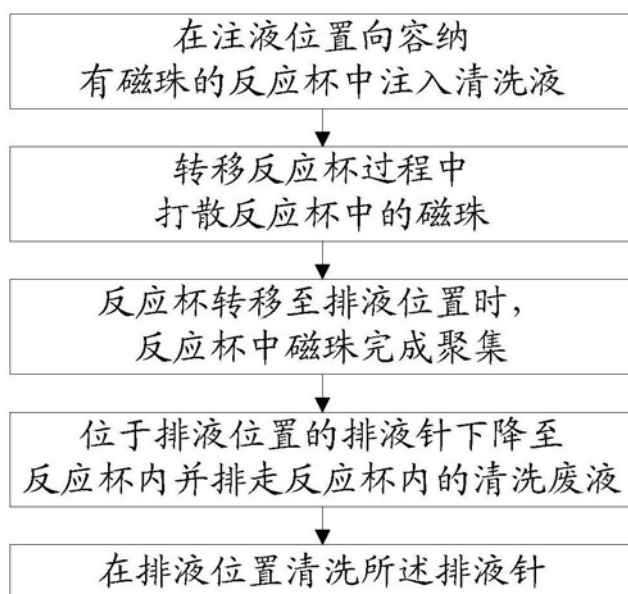 在注液位置向容纳
有磁珠的反应杯中注入清洗液
转移反应杯过程中
打散反应杯中的磁珠
反应杯转移至排液位置时，
反应杯中磁珠完成聚集
位于排液位置的排液针下降至
反应杯内并排走反应杯内的清洗废液
在排液位置清洗所述排液针